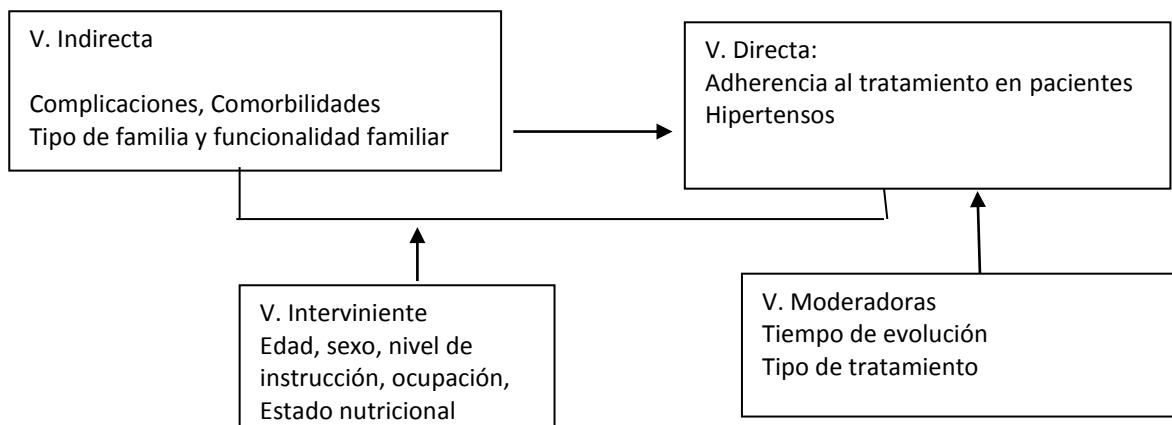 V. Indirecta
Complicaciones, Comorbilidades
Tipo de familia y funcionalidad familiar
V. Directa:
Adherencia al tratamiento en pacientes
Hipertensos
V. Interviniente
Edad, sexo, nivel de
instrucción, ocupación,
Estado nutricional
V. Moderadoras
Tiempo de evolución
Tipo de tratamiento